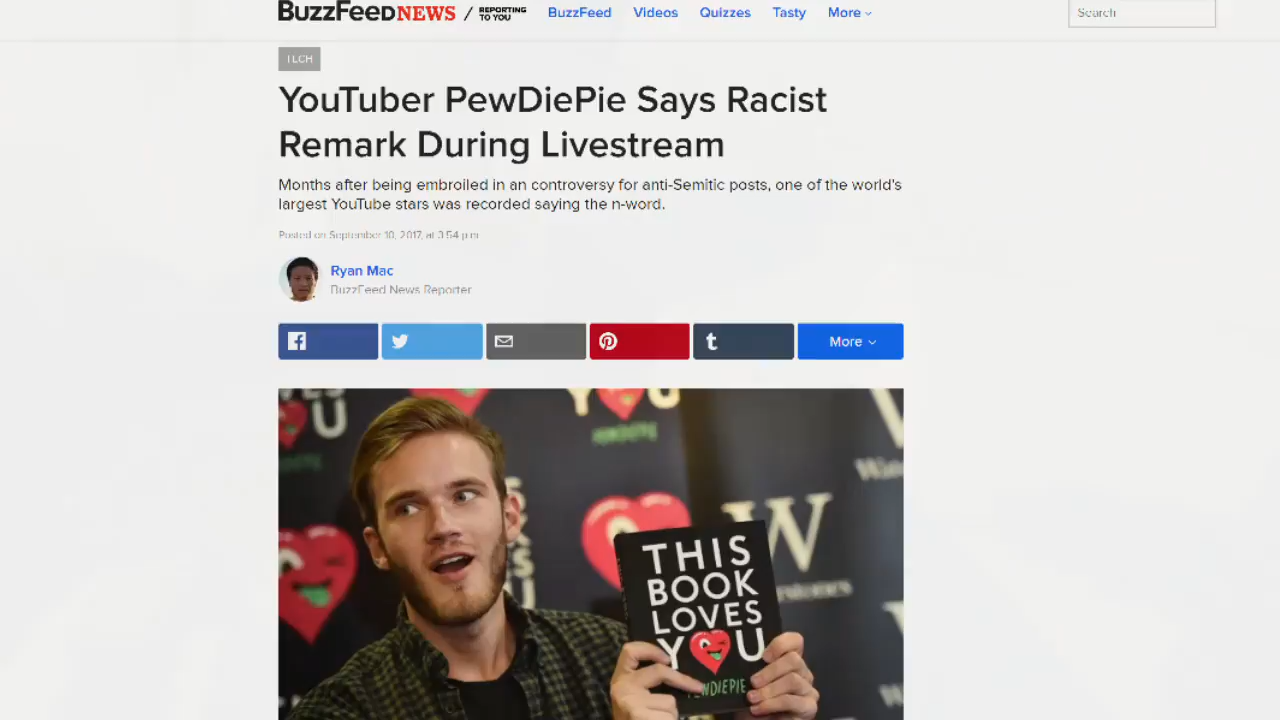 BuzzFeed NEWS / REPORTING TO YOU BuzzFeed Videos Quizzes Tasty More Search
TECH
YouTuber PewDiePie Says Racist
Remark During Livestream
Months after being embroiled in an controversy for anti-Semitic posts, one of the world's
largest YouTube stars was recorded saying the n-word.
Posted on September 10, 2017, at 3:54 p.m.
Ryan Mac
BuzzFeed News Reporter
More
YOU
W
THIS
BOOK
LOVES
YOU
PEWDIEPIE